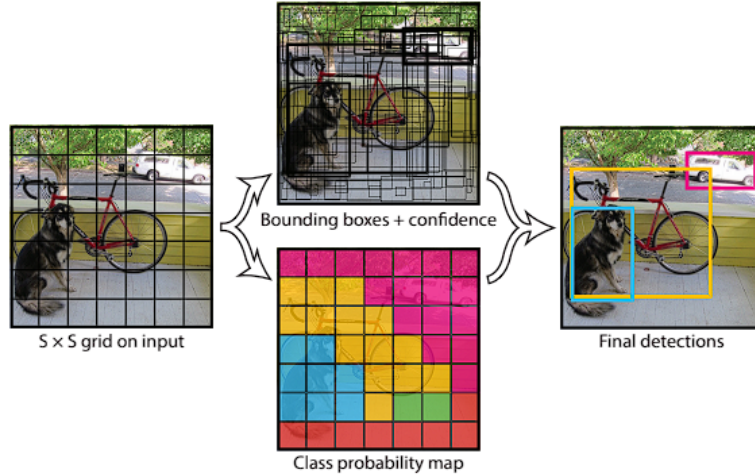 Bounding boxes + confidence
S × S grid on input
Final detections
Class probability map